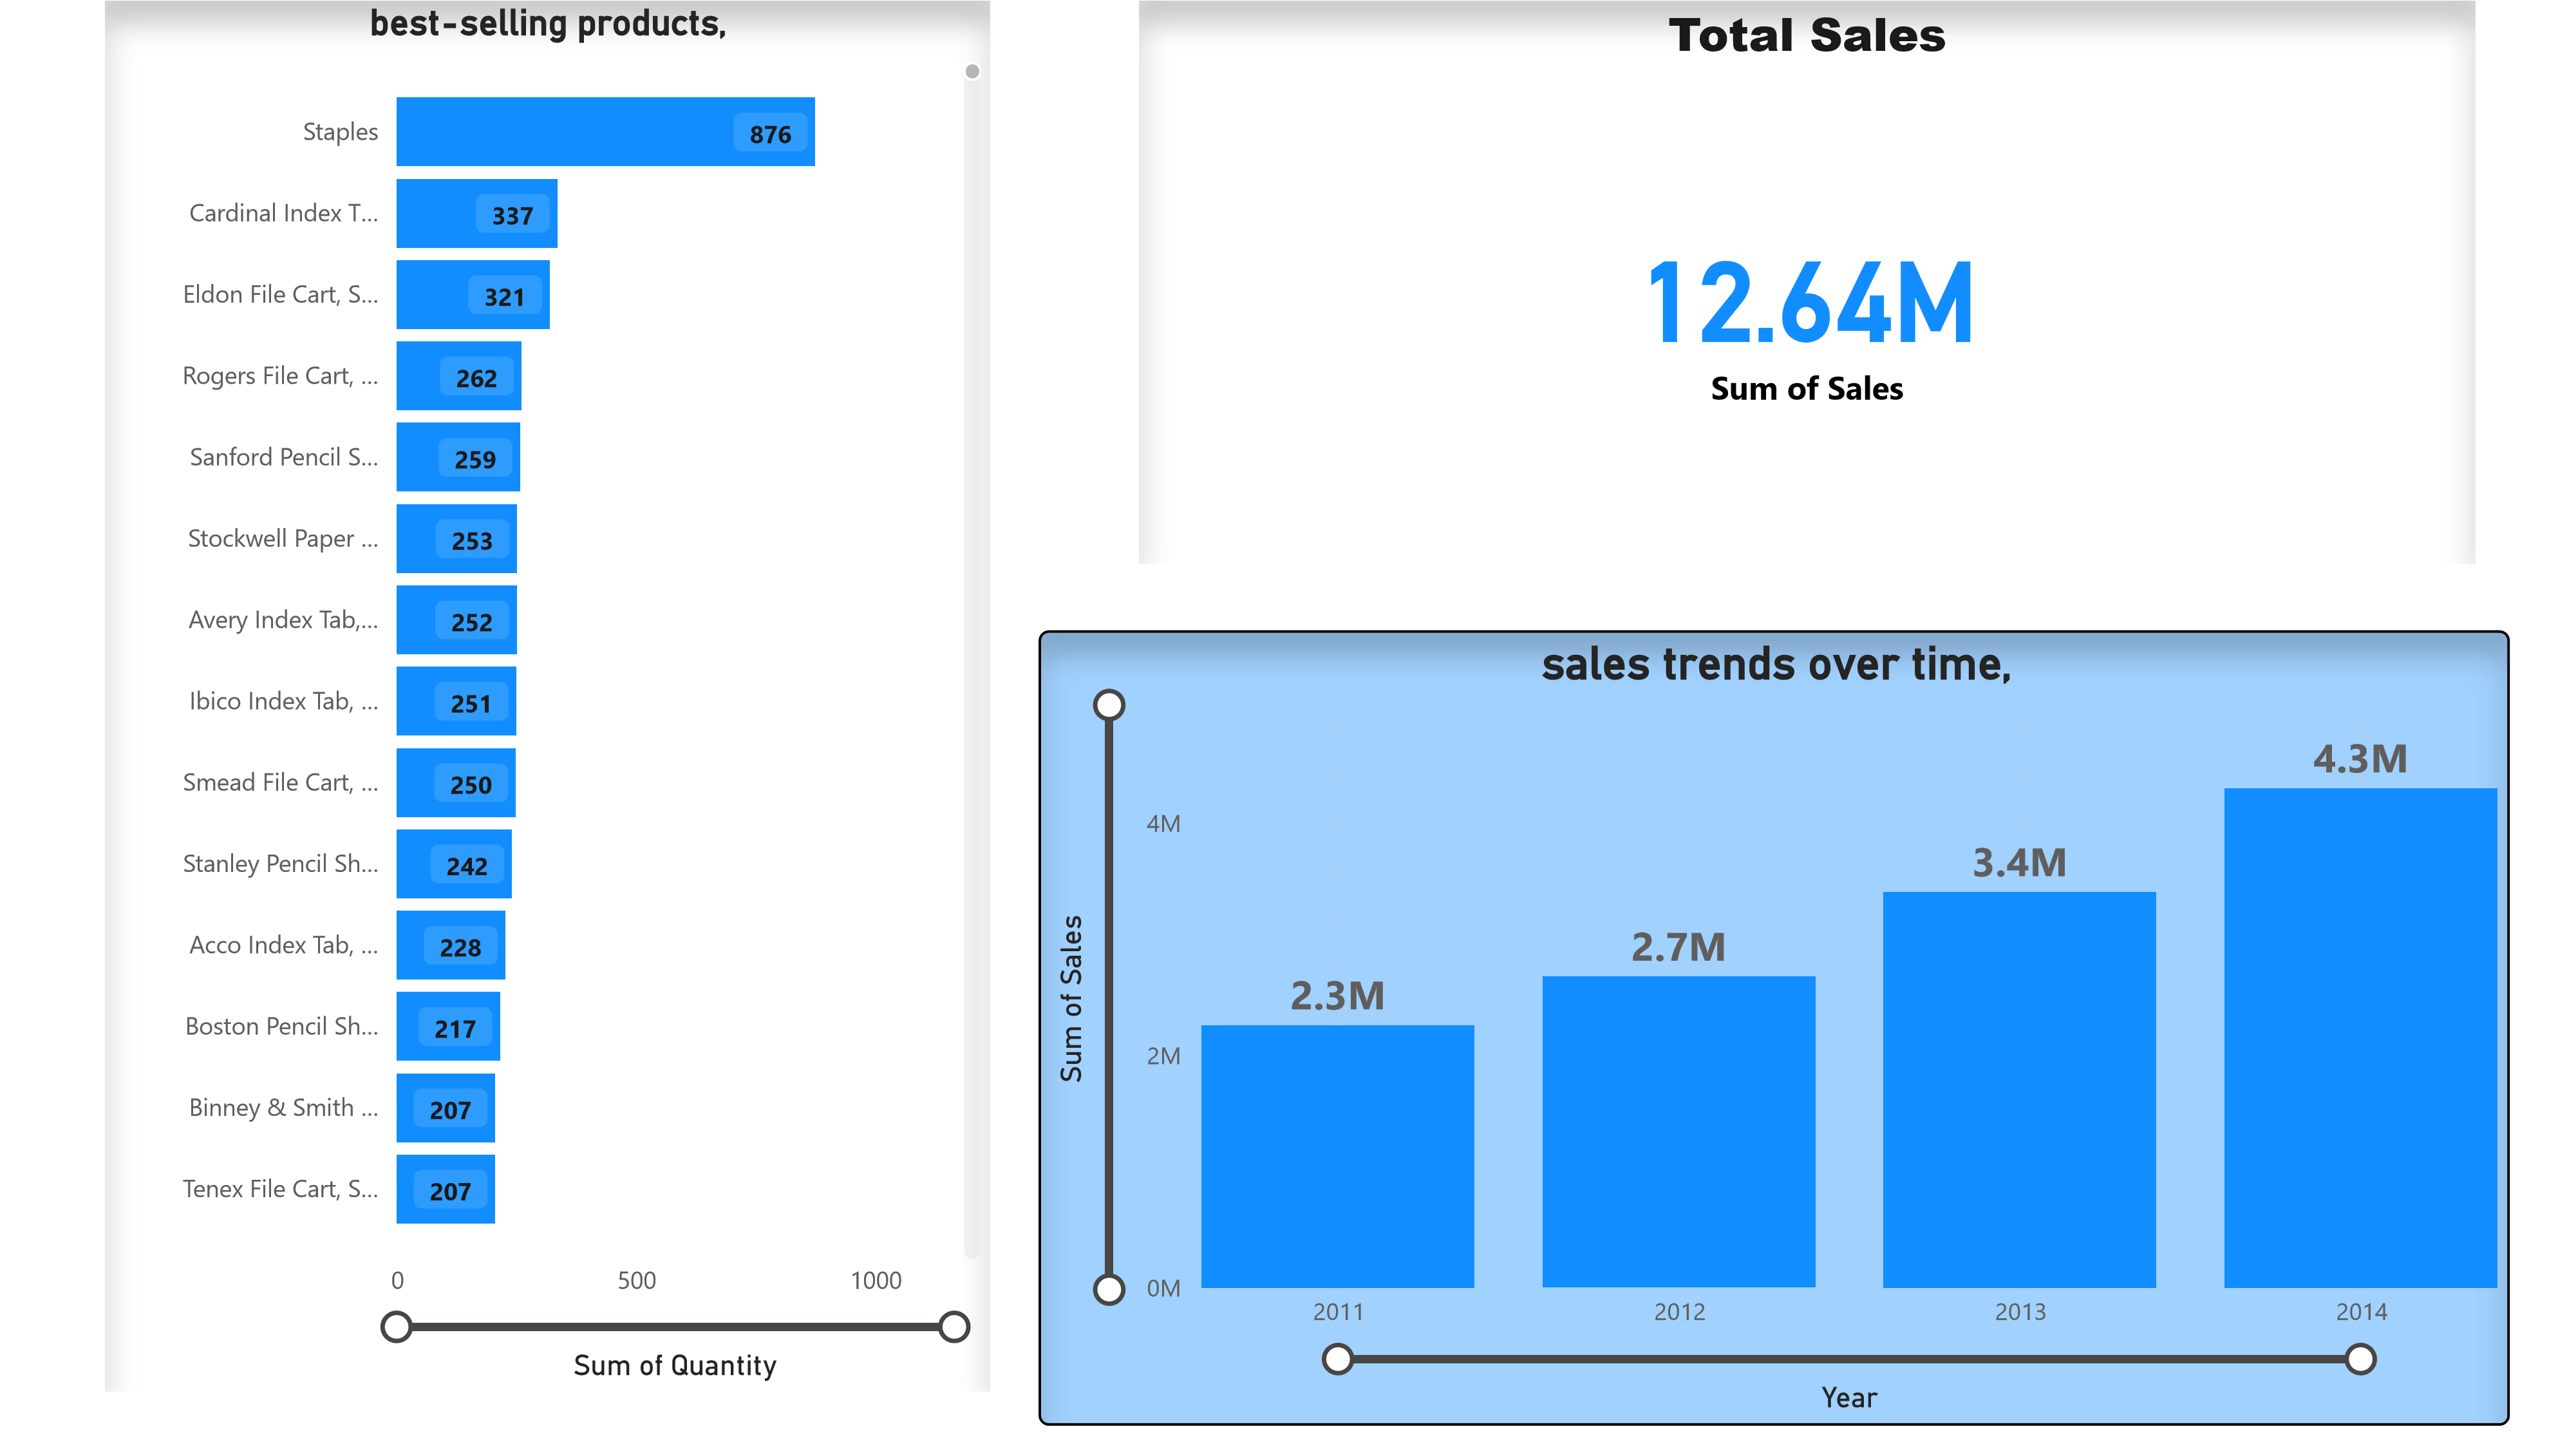 best-selling products,
Staples
876
Cardinal Index T...
337
Eldon File Cart, S...
321
Rogers File Cart, ...
262
Sanford Pencil S...
259
Stockwell Paper ...
253
Avery Index Tab,...
252
Ibico Index Tab, ...
251
Smead File Cart, ...
250
Stanley Pencil Sh...
242
Acco Index Tab, ...
228
Boston Pencil Sh...
217
Binney & Smith ...
207
Tenex File Cart, S...
207
0 500 1000
Sum of Quantity
Total Sales
12.64M
Sum of Sales
sales trends over time,
Sum of Sales
4M
2M
0M
2.3M
2.7M
3.4M
4.3M
2011 2012 2013 2014
Year